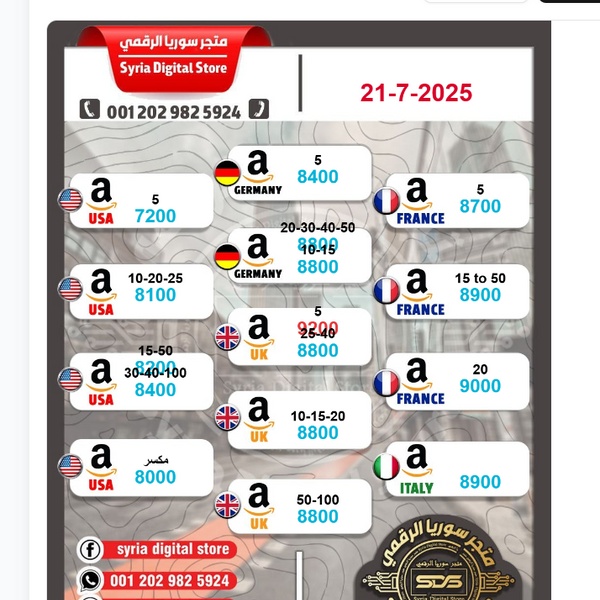 متجر سوريا الرقمي
Syria Digital Store
001 202 982 5924
21-7-2025
a
USA
5
7200
a
USA
10-20-25
8100
a
USA
15-50
8200
30-40-100
8400
a
USA
مكسر
8000
a
GERMANY
5
8400
a
GERMANY
20-30-40-50
8800
10-15
8800
a
UK
5
9200
25-40
8800
a
UK
10-15-20
8800
a
UK
50-100
8800
a
FRANCE
5
8700
a
FRANCE
15 to 50
8900
a
FRANCE
20
9000
a
ITALY
8900
syria digital store
001 202 982 5924
متجر سوريا الرقمي
متجر سوريا الرقمي
SDS
Syria Digital Store